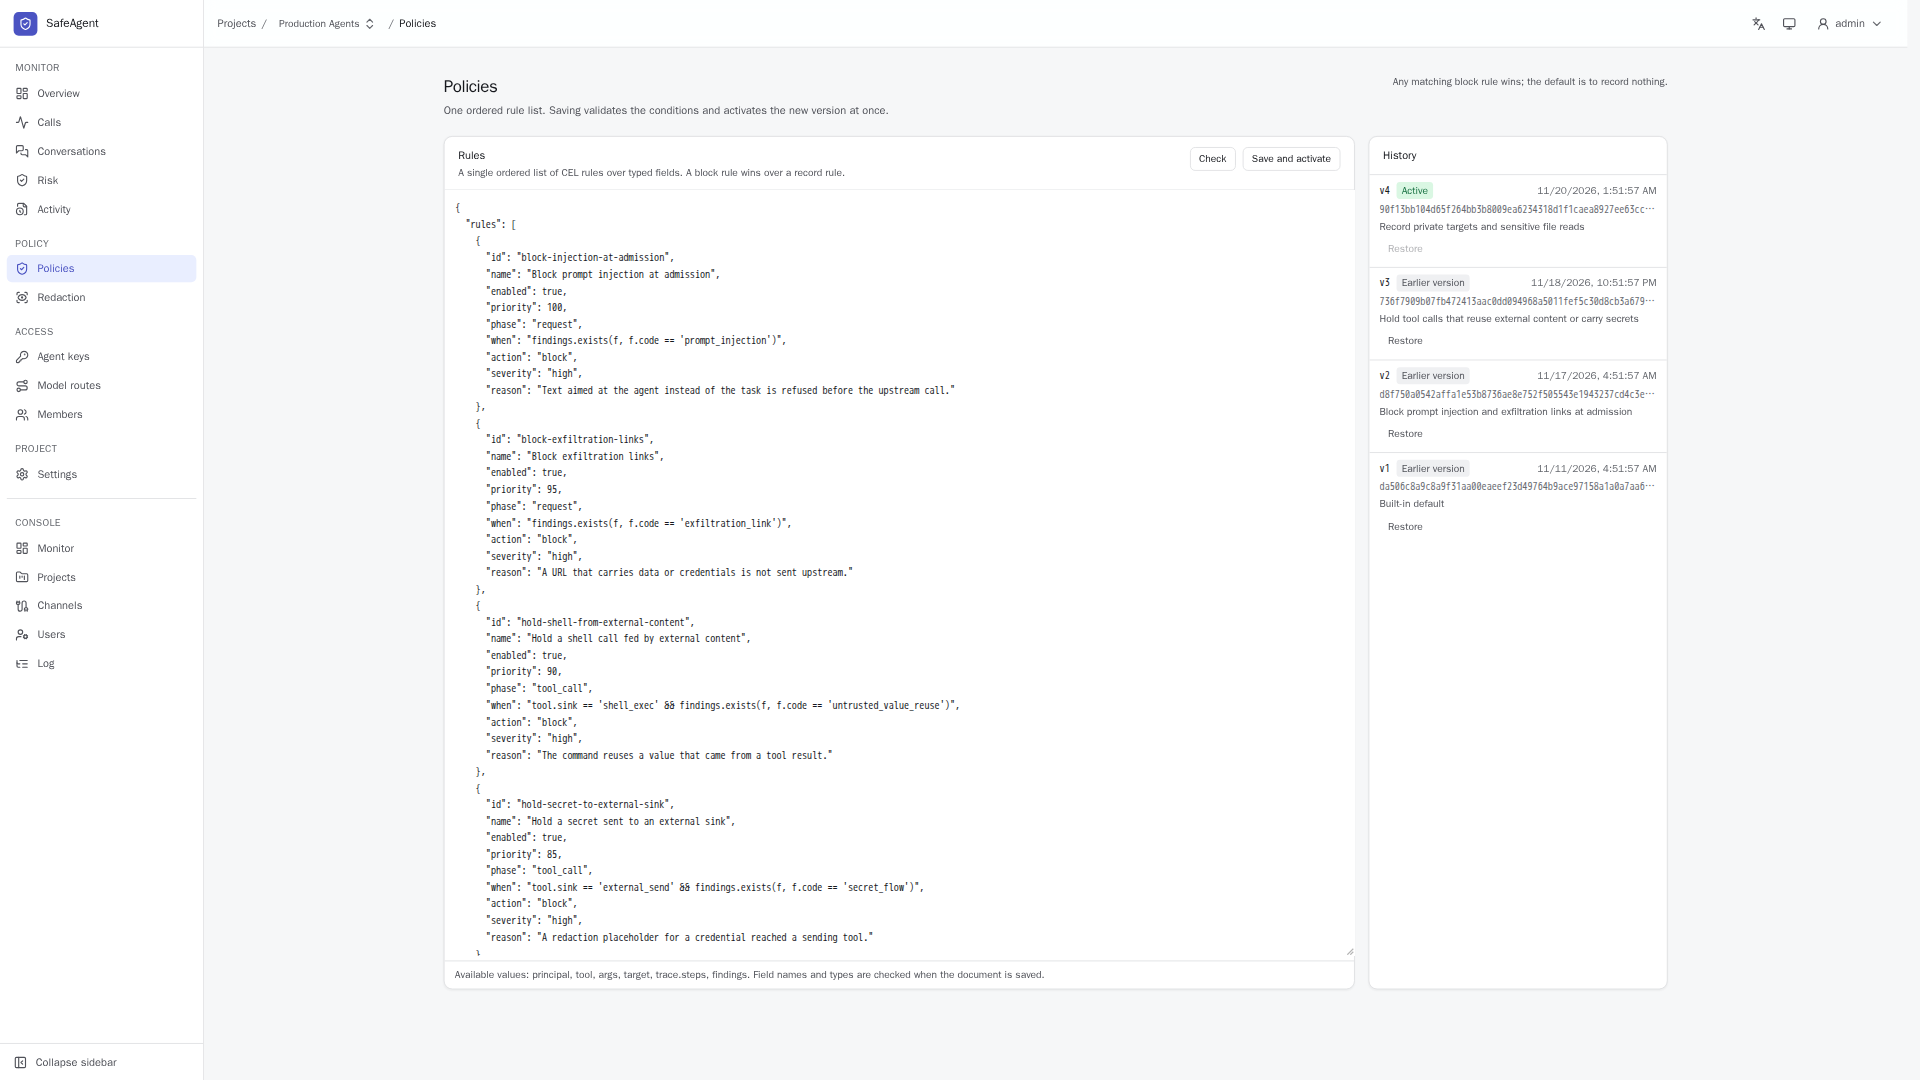 SafeAgent
Projects / Production Agents / Policies
admin
MONITOR
Overview
Calls
Conversations
Risk
Activity
POLICY
Policies
Redaction
ACCESS
Agent keys
Model routes
Members
PROJECT
Settings
CONSOLE
Monitor
Projects
Channels
Users
Log
Collapse sidebar
Policies
One ordered rule list. Saving validates the conditions and activates the new version at once.
Any matching block rule wins; the default is to record nothing.
Rules
A single ordered list of CEL rules over typed fields. A block rule wins over a record rule.
Check
Save and activate
{
"rules": [
{
"id": "block-injection-at-admission",
"name": "Block prompt injection at admission",
"enabled": true,
"priority": 100,
"phase": "request",
"when": "findings.exists(f, f.code == 'prompt_injection')",
"action": "block",
"severity": "high",
"reason": "Text aimed at the agent instead of the task is refused before the upstream call."
},
{
"id": "block-exfiltration-links",
"name": "Block exfiltration links",
"enabled": true,
"priority": 95,
"phase": "request",
"when": "findings.exists(f, f.code == 'exfiltration_link')",
"action": "block",
"severity": "high",
"reason": "A URL that carries data or credentials is not sent upstream."
},
{
"id": "hold-shell-from-external-content",
"name": "Hold a shell call fed by external content",
"enabled": true,
"priority": 90,
"phase": "tool_call",
"when": "tool.sink == 'shell_exec' && findings.exists(f, f.code == 'untrusted_value_reuse')",
"action": "block",
"severity": "high",
"reason": "The command reuses a value that came from a tool result."
},
{
"id": "hold-secret-to-external-sink",
"name": "Hold a secret sent to an external sink",
"enabled": true,
"priority": 85,
"phase": "tool_call",
"when": "tool.sink == 'external_send' && findings.exists(f, f.code == 'secret_flow')",
"action": "block",
"severity": "high",
"reason": "A redaction placeholder for a credential reached a sending tool."
}
Available values: principal, tool, args, target, trace.steps, findings. Field names and types are checked when the document is saved.
History
v4 Active 11/20/2026, 1:51:57 AM
90f13bb104d65f264bb3b8009ea6234318d1f1caea8927ee63cc…
Record private targets and sensitive file reads
Restore
v3 Earlier version 11/18/2026, 10:51:57 PM
736f7909b07fb472413aac0dd094968a5011fef5c30d8cb3a679…
Hold tool calls that reuse external content or carry secrets
Restore
v2 Earlier version 11/17/2026, 4:51:57 AM
d8f750a0542affa1e53b8736ae8e752f505543e1943237cd4c3e…
Block prompt injection and exfiltration links at admission
Restore
v1 Earlier version 11/11/2026, 4:51:57 AM
da506c8a9c8a9f31aa00eaeef23d49764b9ace97158a1a0a7aa6…
Built-in default
Restore